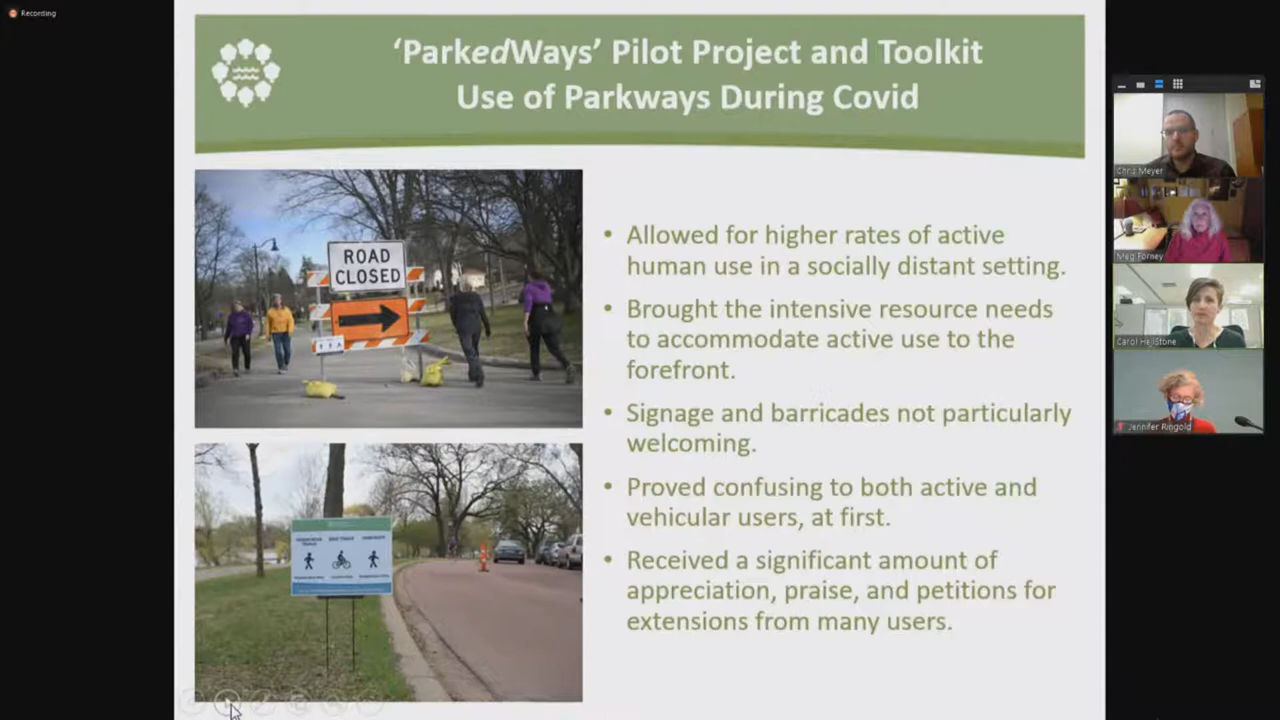 Recording
‘ParkedWays’ Pilot Project and Toolkit
Use of Parkways During Covid
ROAD
CLOSED
• Allowed for higher rates of active
human use in a socially distant setting.
• Brought the intensive resource needs
to accommodate active use to the
forefront.
• Signage and barricades not particularly
welcoming.
• Proved confusing to both active and
vehicular users, at first.
• Received a significant amount of
appreciation, praise, and petitions for
extensions from many users.
Chris Meyer
Meg Forney
Carol HejlStone
Jennifer Ringold